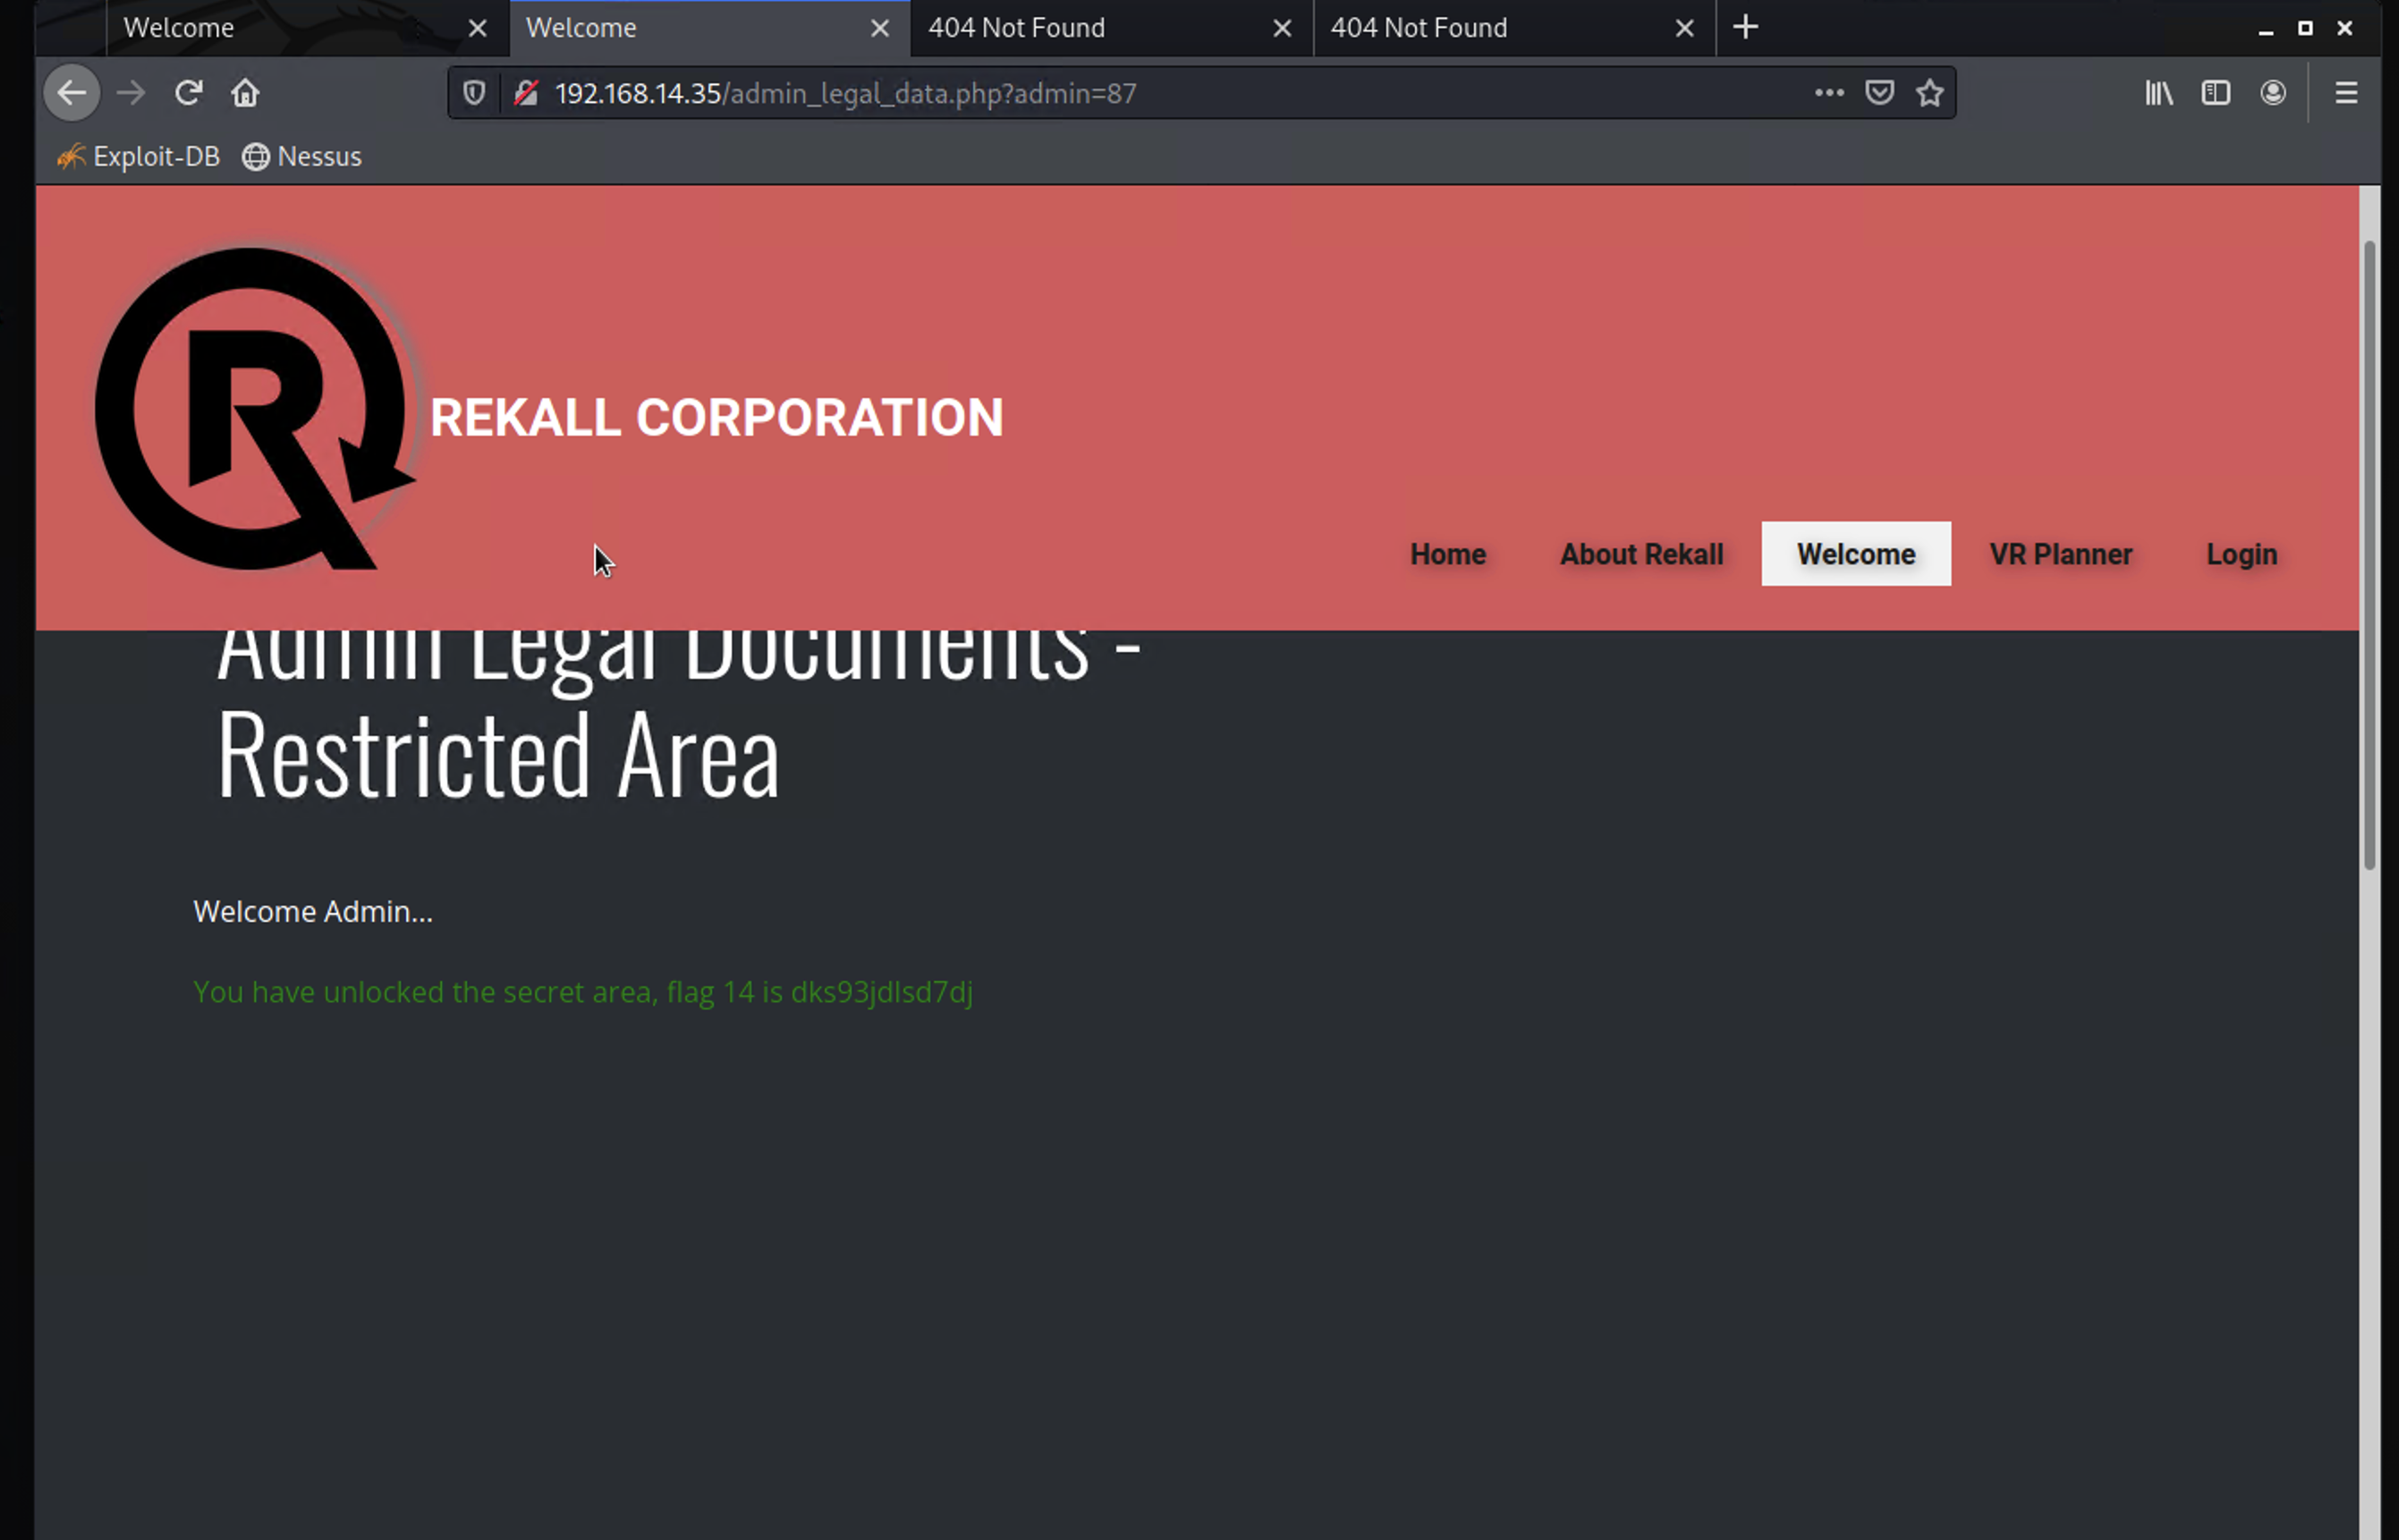 Welcome Welcome 404 Not Found 404 Not Found
192.168.14.35/admin_legal_data.php?admin=87
Exploit-DB Nessus
R
REKALL CORPORATION
Home About Rekall Welcome VR Planner Login
Admin Legal Documents -
Restricted Area
Welcome Admin...
You have unlocked the secret area, flag 14 is dks93jdlsd7dj